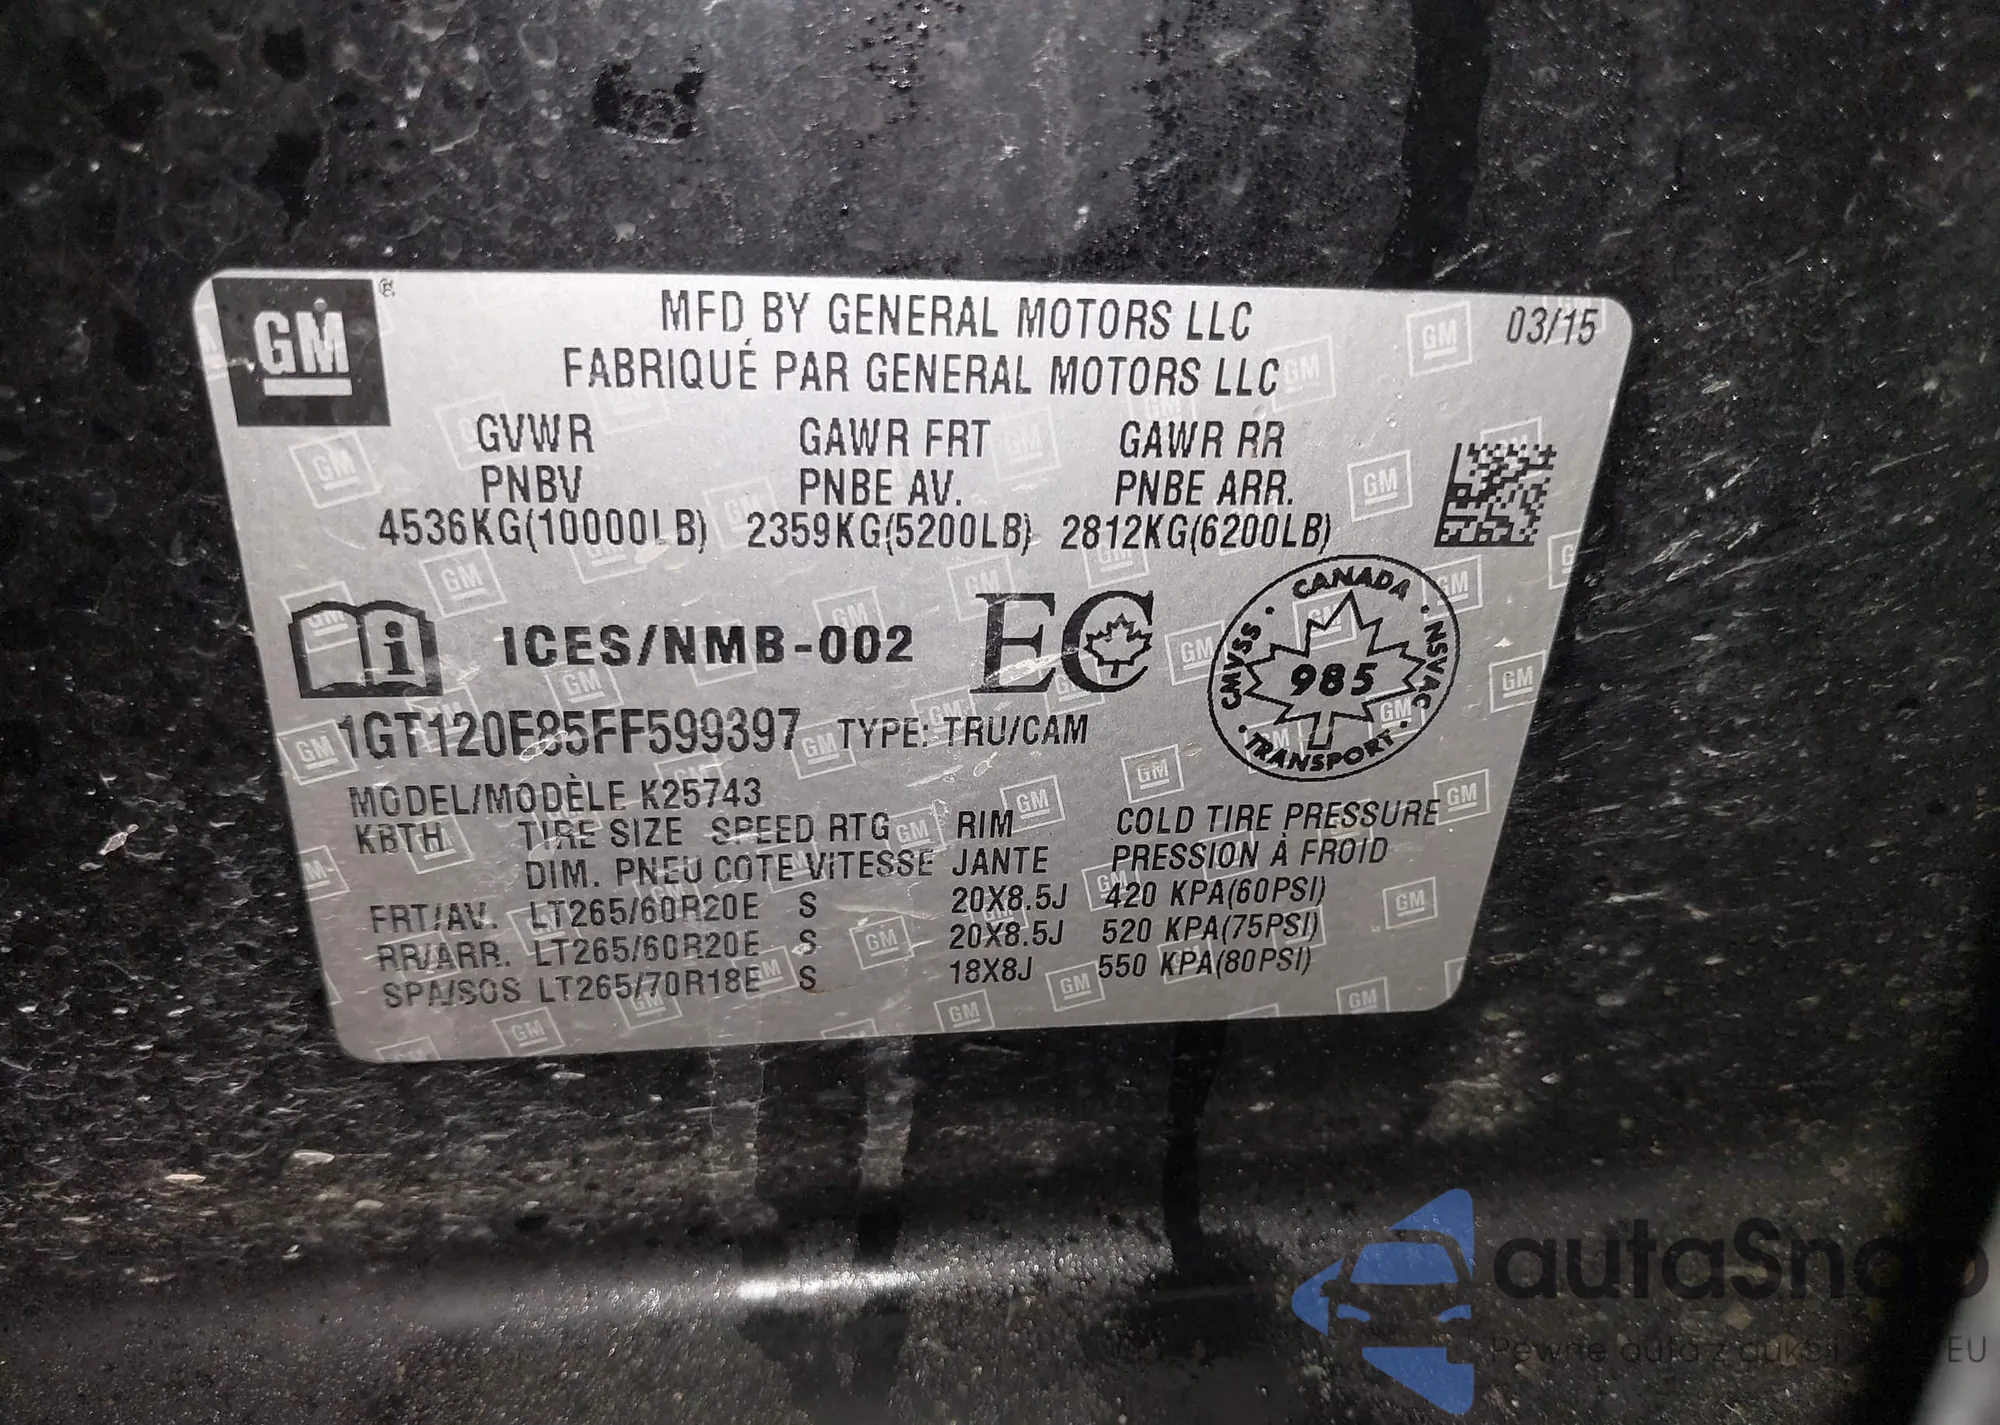 GM ®
MFD BY GENERAL MOTORS LLC 03/15
FABRIQUÉ PAR GENERAL MOTORS LLC
GVWR GAWR FRT GAWR RR
PNBV PNBE AV. PNBE ARR.
4536KG(10000LB) 2359KG(5200LB) 2812KG(6200LB)
i ICES/NMB-002 EC
CANADA · NSVAC · TRANSPORT · CMVSS ·
985
1GT120E85FF599397 TYPE: TRU/CAM
MODEL/MODÈLE K25743
KBTH TIRE SIZE SPEED RTG RIM COLD TIRE PRESSURE
DIM. PNEU COTE VITESSE JANTE PRESSION À FROID
FRT/AV. LT265/60R20E S 20X8.5J 420 KPA(60PSI)
RR/ARR. LT265/60R20E S 20X8.5J 520 KPA(75PSI)
SPA/SOS LT265/70R18E S 18X8J 550 KPA(80PSI)
autaSnap
Pewne auta z aukcji EU